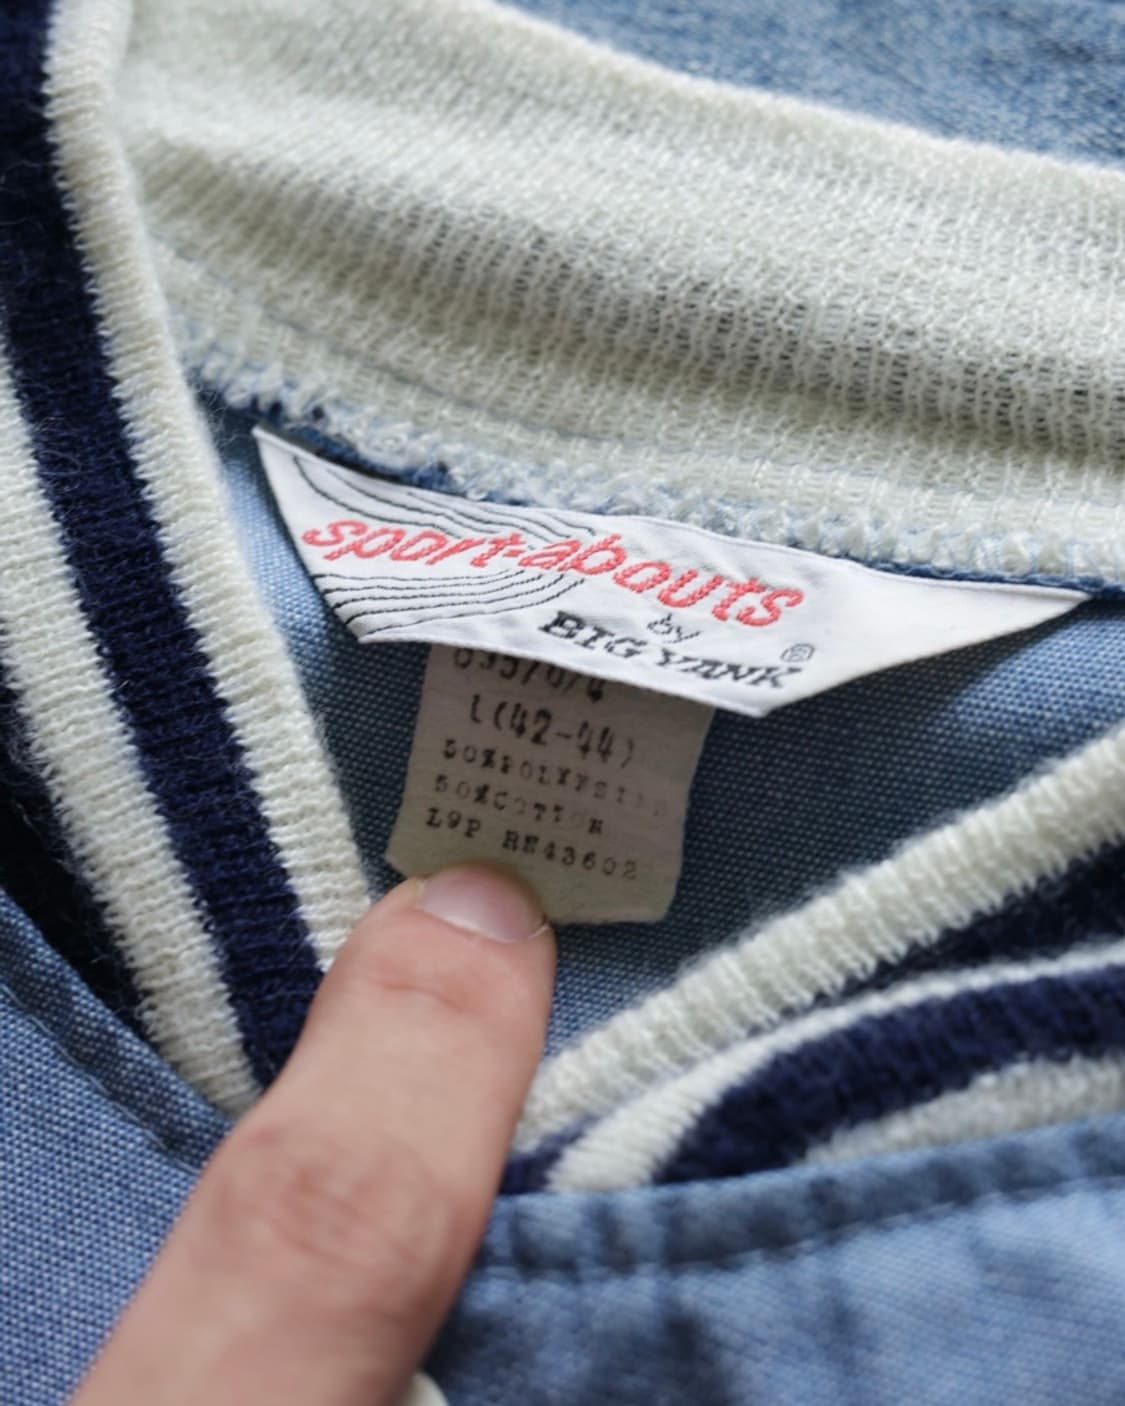 sport-abouts
by
BIG YANK®
L(42-44)
50%POLYESTER
50%COTTON
L9P RN43602